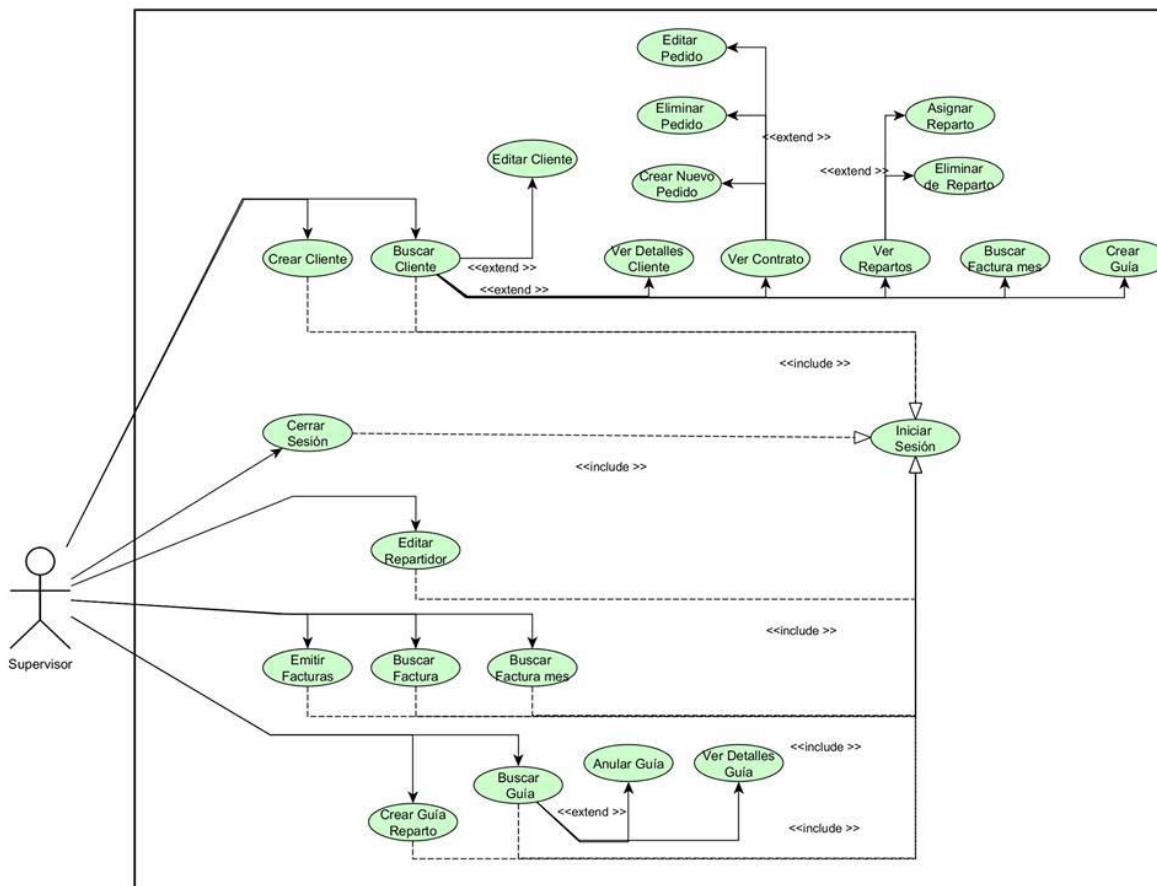 Editar
Pedido
Eliminar
Pedido
<<extend >>
Asignar
Reparto
Editar Cliente
Crear Nuevo
Pedido
<<extend >>
Eliminar
de Reparto
Crear Cliente
Buscar
Cliente
<<extend >>
<<extend >>
Ver Detalles
Cliente
Ver Contrato
Ver
Repartos
Buscar
Factura mes
Crear
Guía
<<include >>
Cerrar
Sesión
Iniciar
Sesión
<<include >>
Editar
Repartidor
<<include >>
Supervisor
Emitir
Facturas
Buscar
Factura
Buscar
Factura mes
<<include >>
Buscar
Guía
Anular Guía
Ver Detalles
Guía
<<extend >>
Crear Guía
Reparto
<<include >>